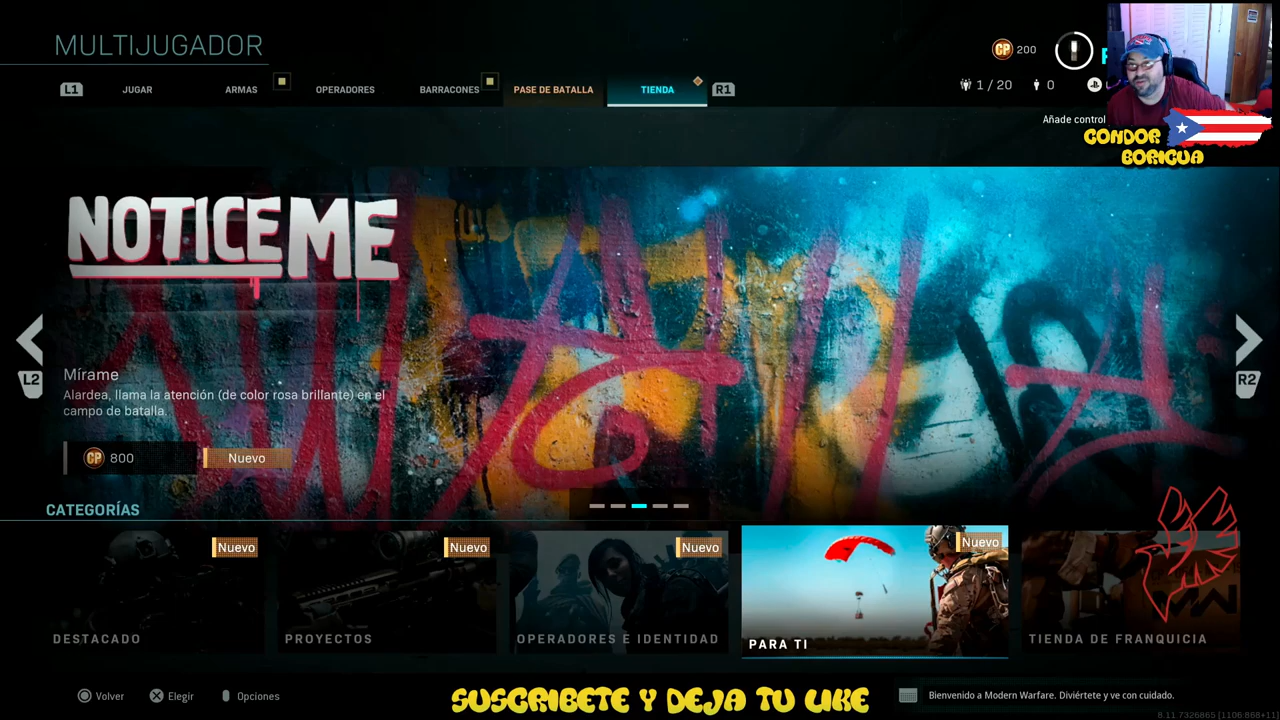 MULTIJUGADOR
CP 200
L1 JUGAR ARMAS OPERADORES BARRACONES PASE DE BATALLA TIENDA R1
1 / 20 0
Añade control
CONDOR
BORICUA
NOTICE ME
L2
R2
Mírame
Alardea, llama la atención (de color rosa brillante) en el
campo de batalla.
CP 800 Nuevo
CATEGORÍAS
Nuevo Nuevo Nuevo Nuevo
DESTACADO PROYECTOS OPERADORES E IDENTIDAD PARA TI TIENDA DE FRANQUICIA
Volver Elegir Opciones
SUSCRIBETE Y DEJA TU LIKE
Bienvenido a Modern Warfare. Diviértete y ve con cuidado.